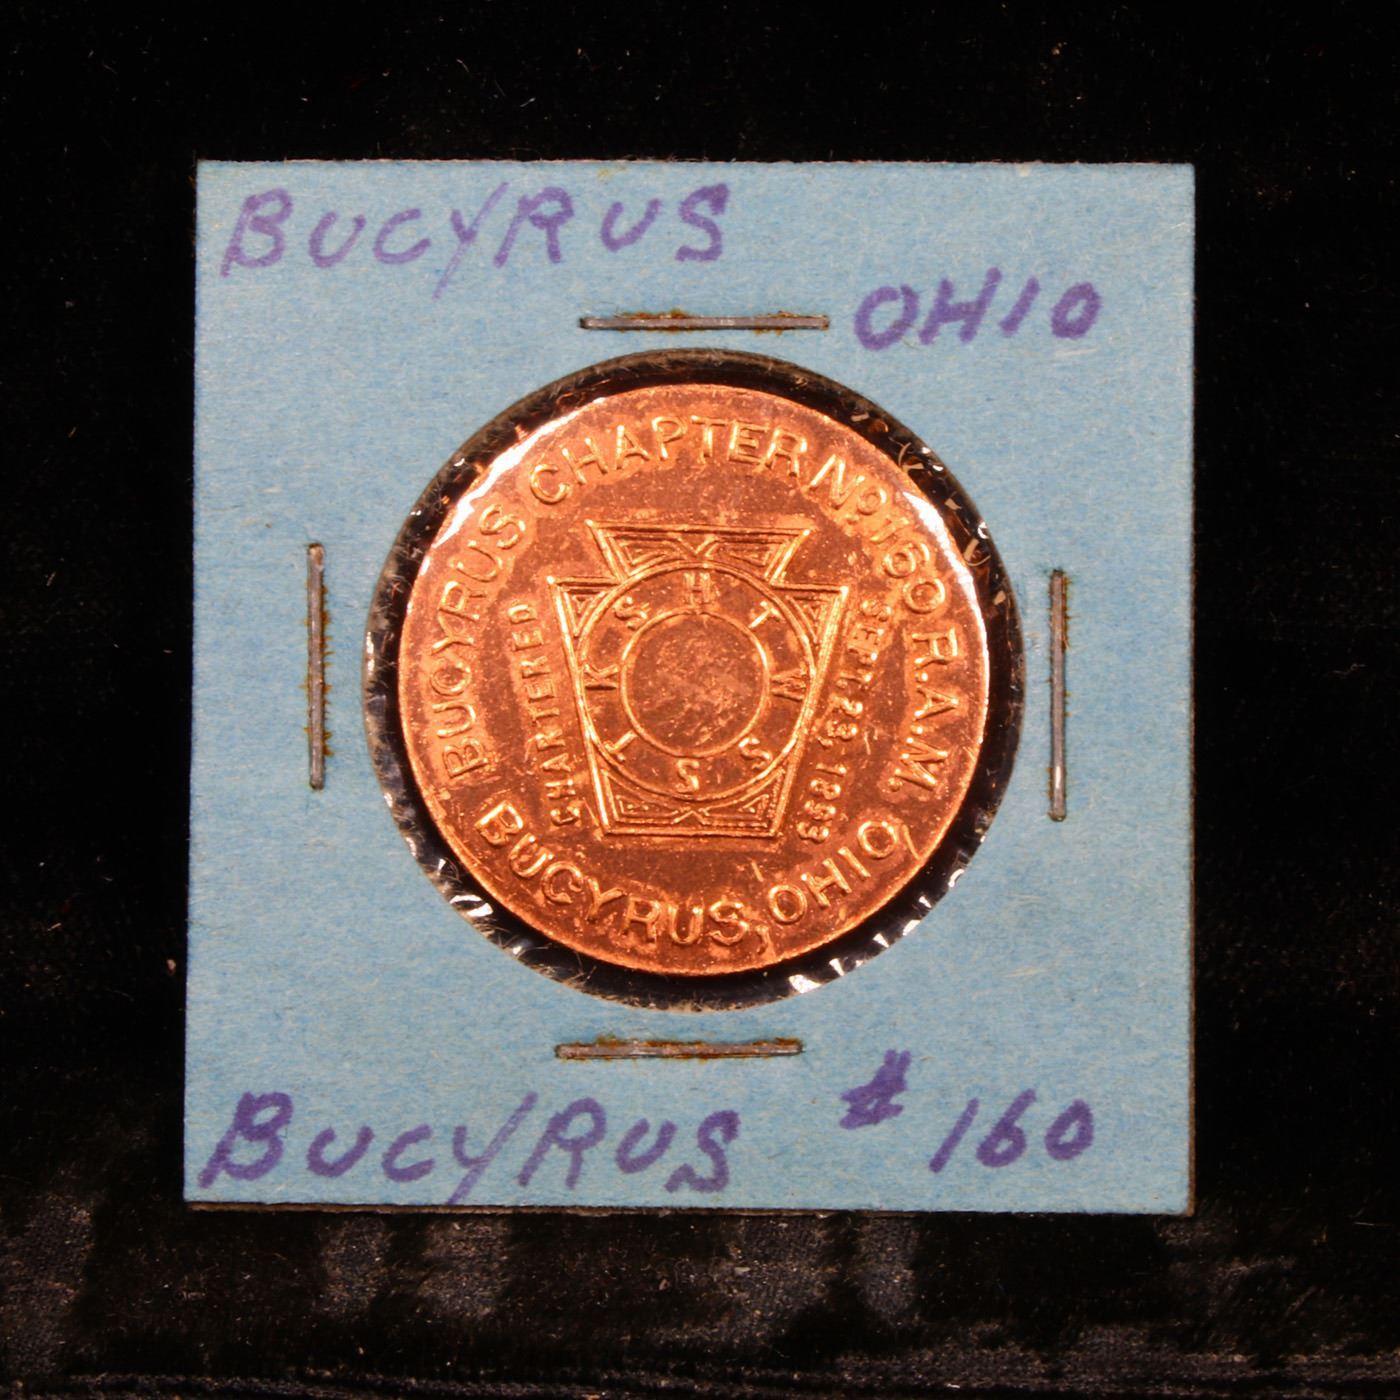 BUCYRUS
OHIO
BUCYRUS CHAPTER No. 160 R.A.M.
CHARTERED
SEPT. 23, 1893
H T W S S T K S
BUCYRUS, OHIO
BUCYRUS # 160